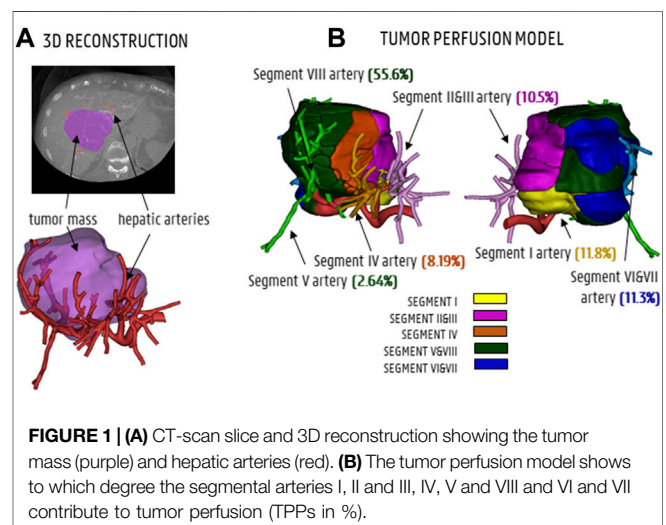 A 3D RECONSTRUCTION
tumor mass
hepatic arteries
B TUMOR PERFUSION MODEL
Segment VIII artery (55.6%)
Segment II&III artery (10.5%)
Segment IV artery (8.19%)
Segment V artery (2.64%)
Segment I artery (11.8%)
Segment VI&VII
artery (11.3%)
SEGMENT I
SEGMENT II&III
SEGMENT IV
SEGMENT V&VIII
SEGMENT VI&VII
FIGURE 1 | (A) CT-scan slice and 3D reconstruction showing the tumor
mass (purple) and hepatic arteries (red). (B) The tumor perfusion model shows
to which degree the segmental arteries I, II and III, IV, V and VIII and VI and VII
contribute to tumor perfusion (TPPs in %).